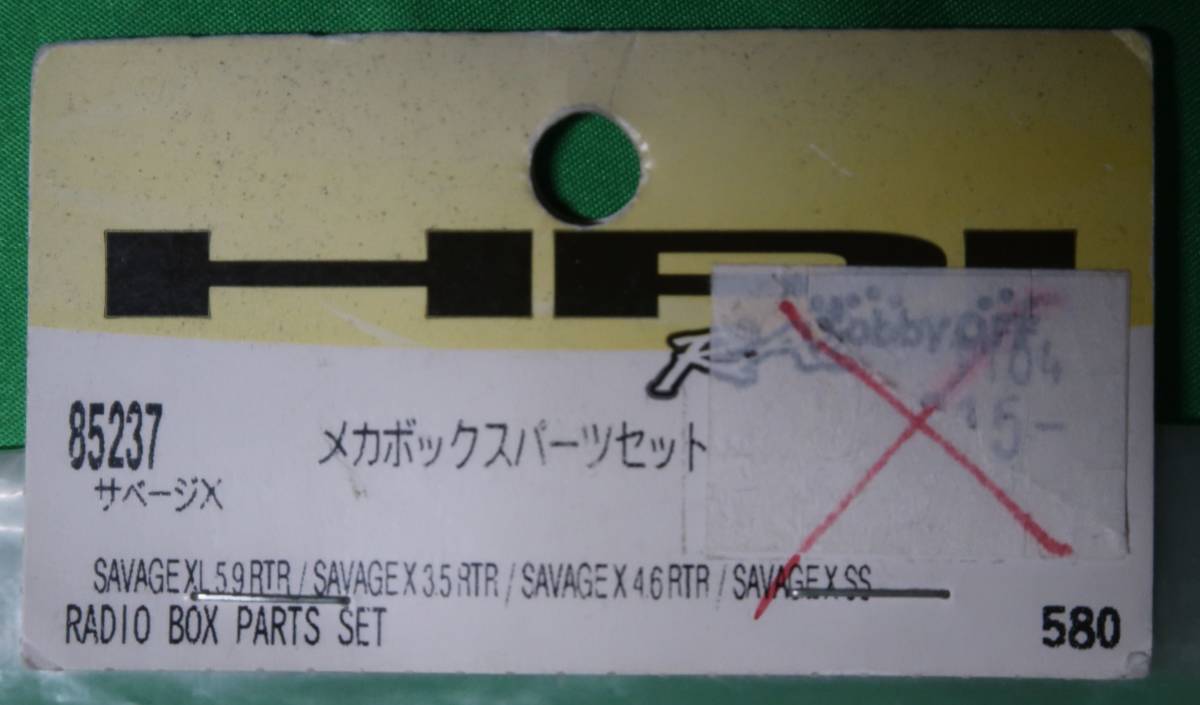 HPI
Hobby OFF
85237
メカボックスパーツセット
サベージX
SAVAGE XL 5.9 RTR / SAVAGE X 3.5 RTR / SAVAGE X 4.6 RTR / SAVAGE X SS
RADIO BOX PARTS SET
580